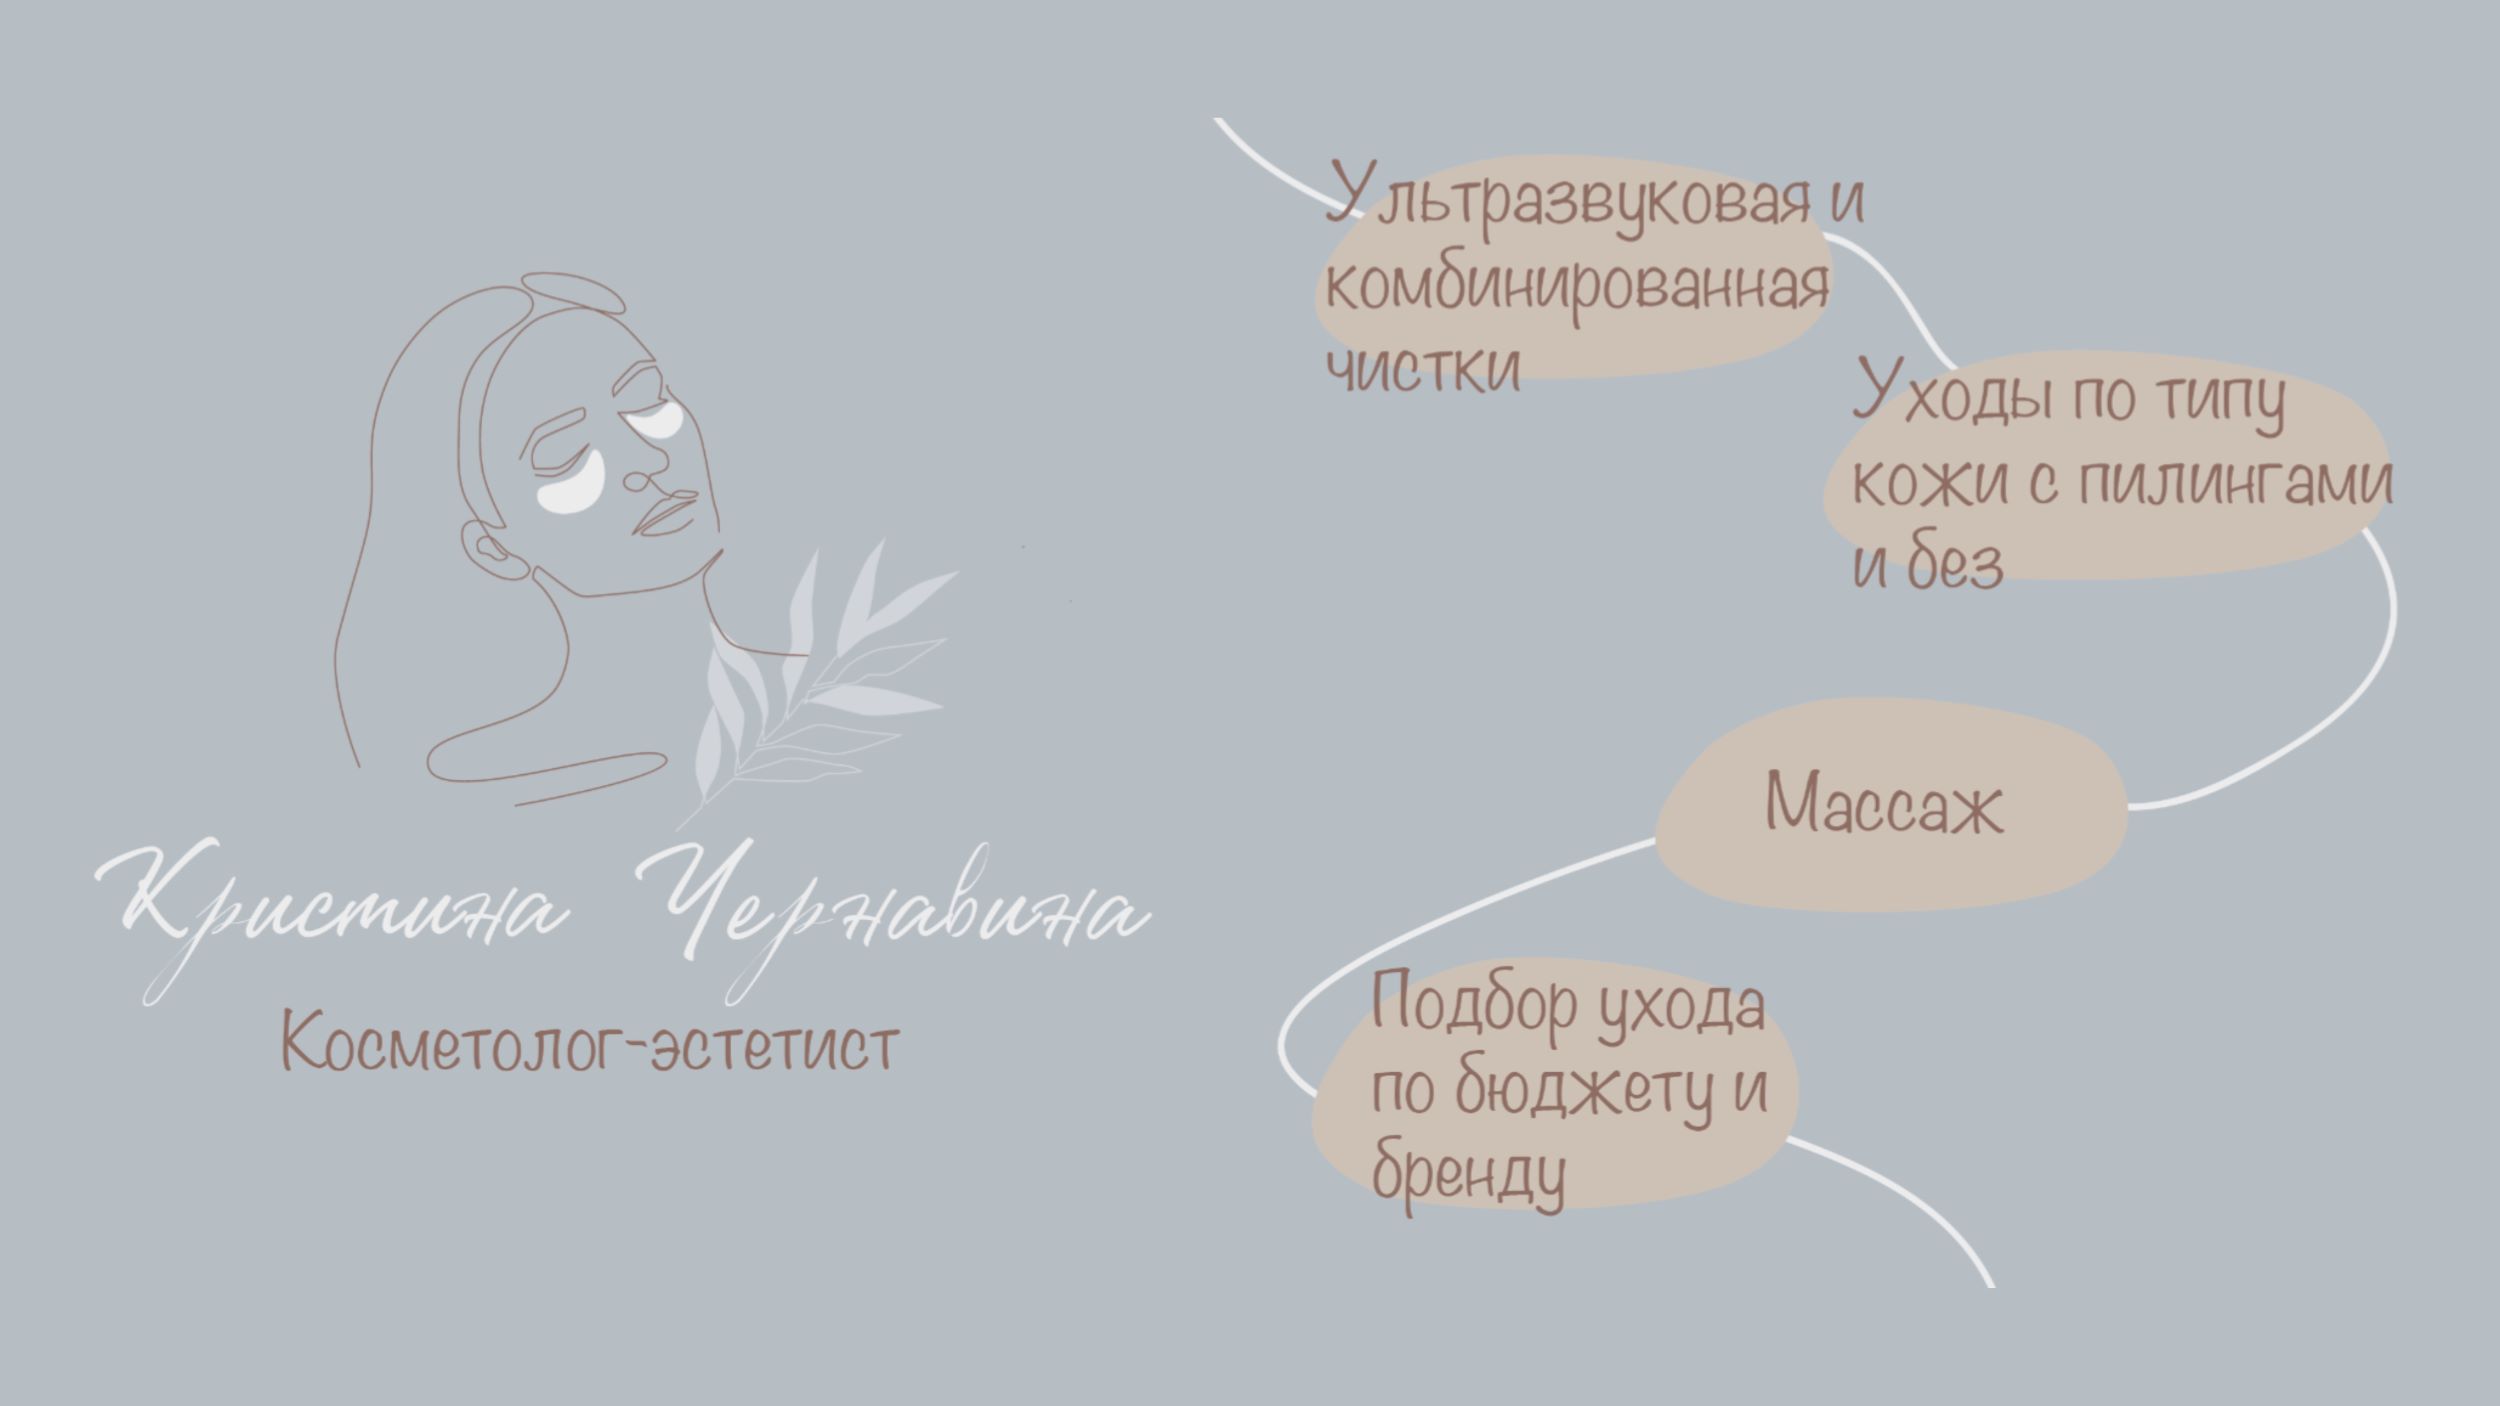 Кристина Чернавина
Косметолог-эстетист
Ультразвуковая и
комбинированная
чистки
Уходы по типу
кожи с пилингами
и без
Массаж
Подбор ухода
по бюджету и
бренду